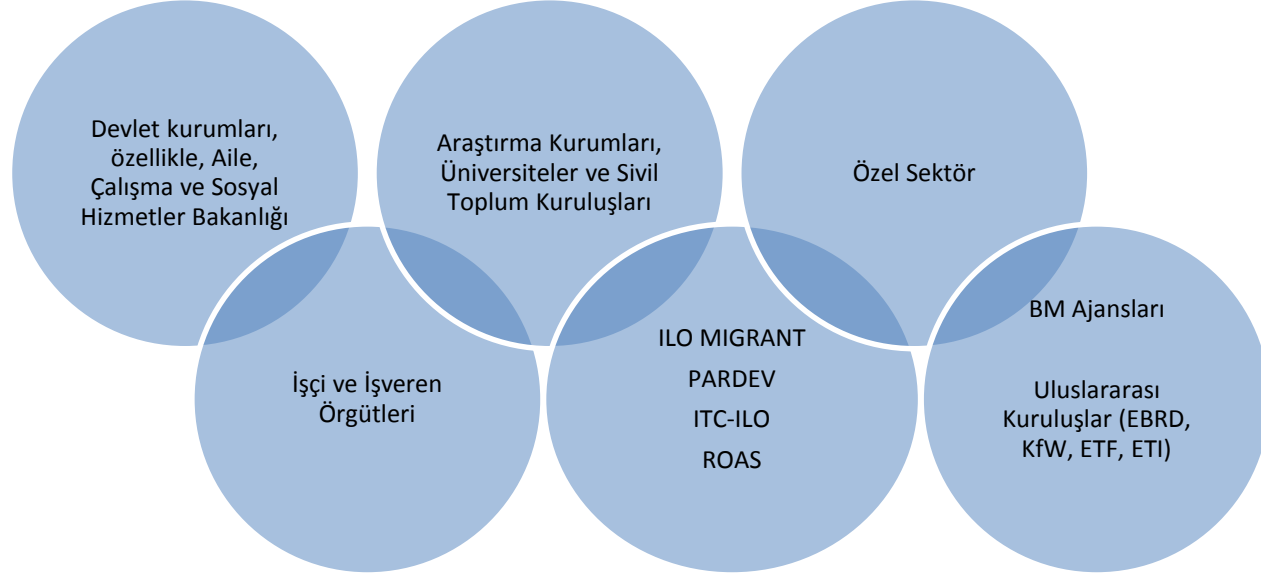 Devlet kurumları,
özellikle, Aile,
Çalışma ve Sosyal
Hizmetler Bakanlığı
Araştırma Kurumları,
Üniversiteler ve Sivil
Toplum Kuruluşları
Özel Sektör
İşçi ve İşveren
Örgütleri
ILO MIGRANT
PARDEV
ITC-ILO
ROAS
BM Ajansları
Uluslararası
Kuruluşlar (EBRD,
KfW, ETF, ETI)